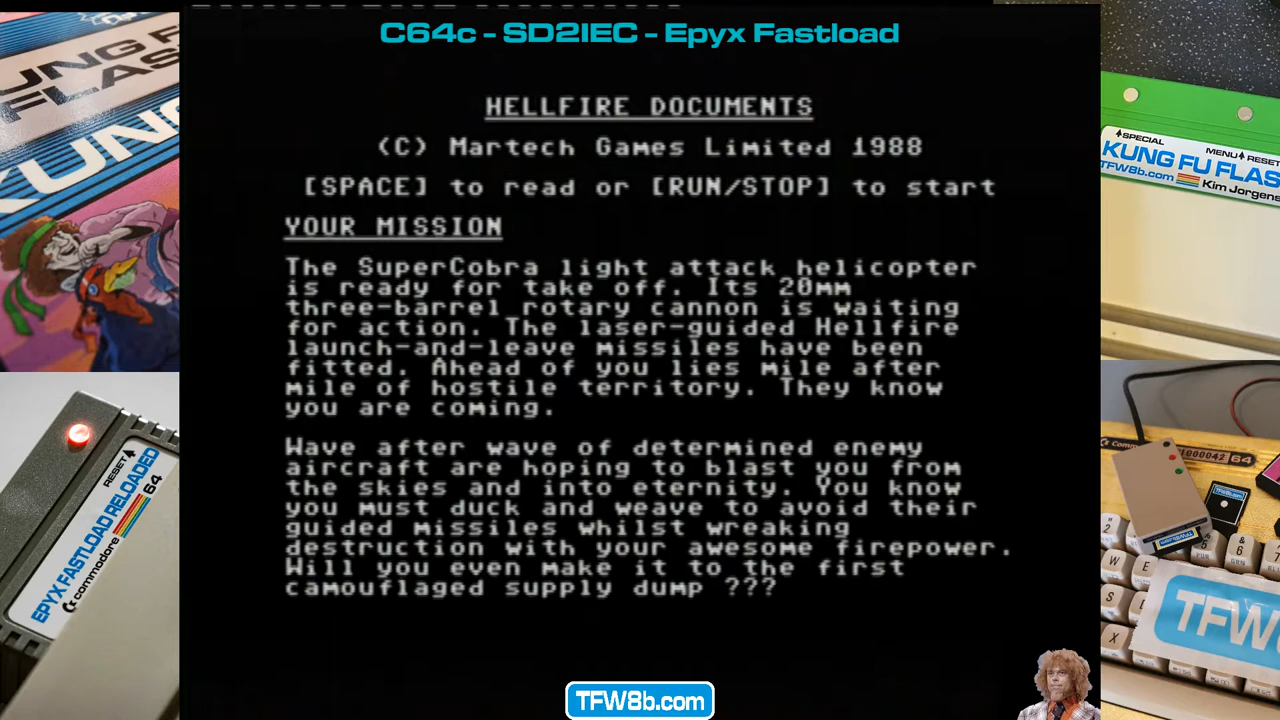 C64c - SD2IEC - Epyx Fastload
HELLFIRE DOCUMENTS
(C) Martech Games Limited 1988
[SPACE] to read or [RUN/STOP] to start
YOUR MISSION
The SuperCobra light attack helicopter
is ready for take off. Its 20mm
three-barrel rotary cannon is waiting
for action. The laser-guided Hellfire
launch-and-leave missiles have been
fitted. Ahead of you lies mile after
mile of hostile territory. They know
you are coming.
Wave after wave of determined enemy
aircraft are hoping to blast you from
the skies and into eternity. You know
you must duck and weave to avoid their
guided missiles whilst wreaking
destruction with your awesome firepower.
Will you even make it to the first
camouflaged supply dump ???
TFW8b.com
UNG F
FLAS
KUNG
RESET
EPYX FASTLOAD RELOADED
64
commodore
SPECIAL
MENU RESET
KUNG FU FLAS
TFW8b.com
Kim Jorgens
000042
64
TFW8b.com
TFW